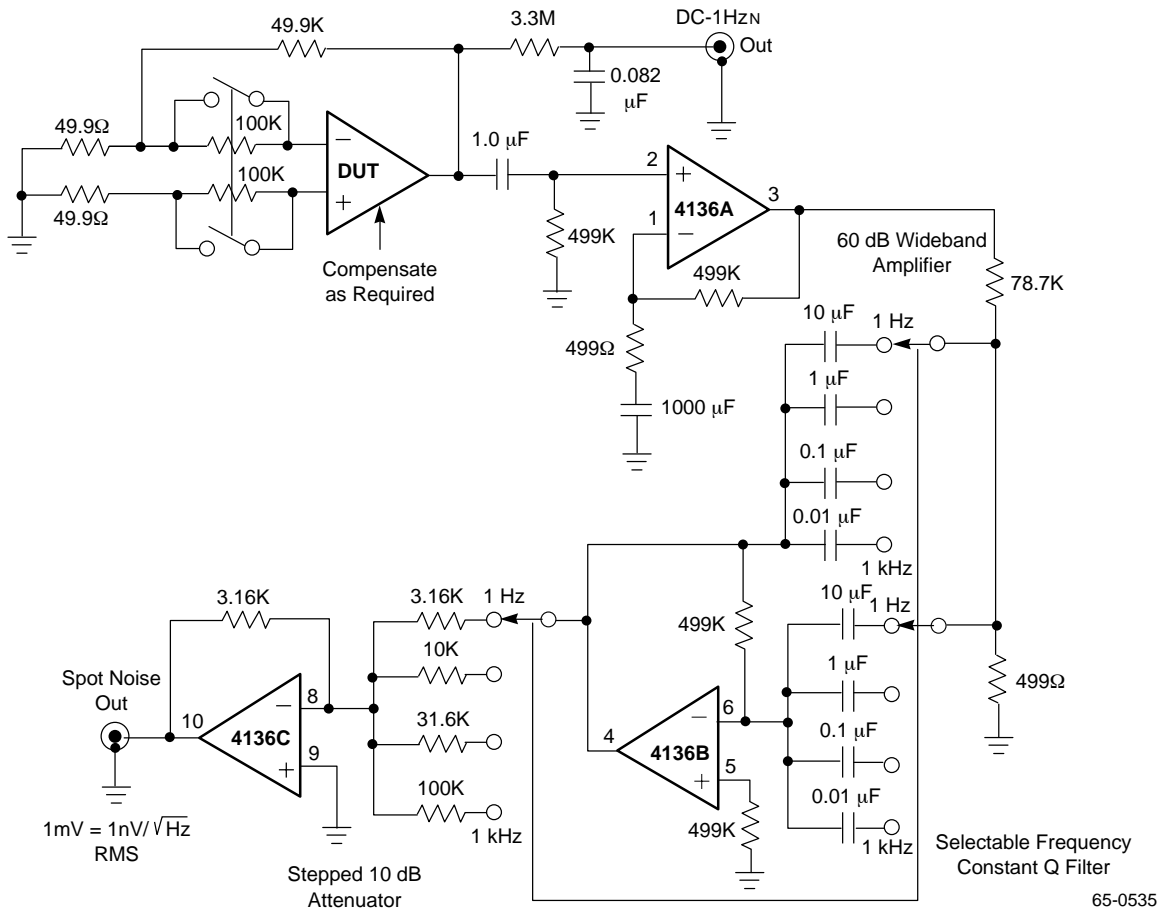 49.9K
3.3M
DC-1HzN
Out
0.082
µF
49.9Ω
100K
100K
49.9Ω
−
+
DUT
Compensate
as Required
1.0 µF
499K
2
+
1
−
4136A
3
499K
499Ω
1000 µF
60 dB Wideband
Amplifier
78.7K
10 µF
1 Hz
1 µF
0.1 µF
0.01 µF
1 kHz
10 µF
1 Hz
1 µF
0.1 µF
0.01 µF
1 kHz
499Ω
499K
6
−
4136B
4
5
+
499K
3.16K
1 Hz
10K
31.6K
100K
1 kHz
3.16K
8
−
4136C
10
9
+
Spot Noise
Out
1mV = 1nV/√Hz
RMS
Stepped 10 dB
Attenuator
Selectable Frequency
Constant Q Filter
65-0535